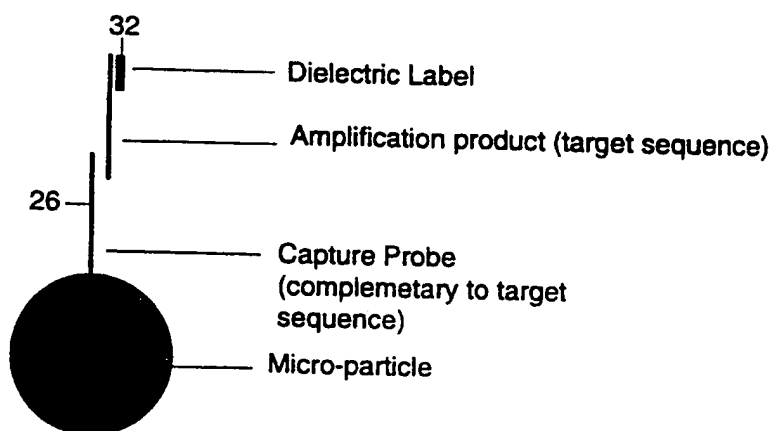 32
Dielectric Label
Amplification product (target sequence)
26
Capture Probe
(complemetary to target
sequence)
Micro-particle